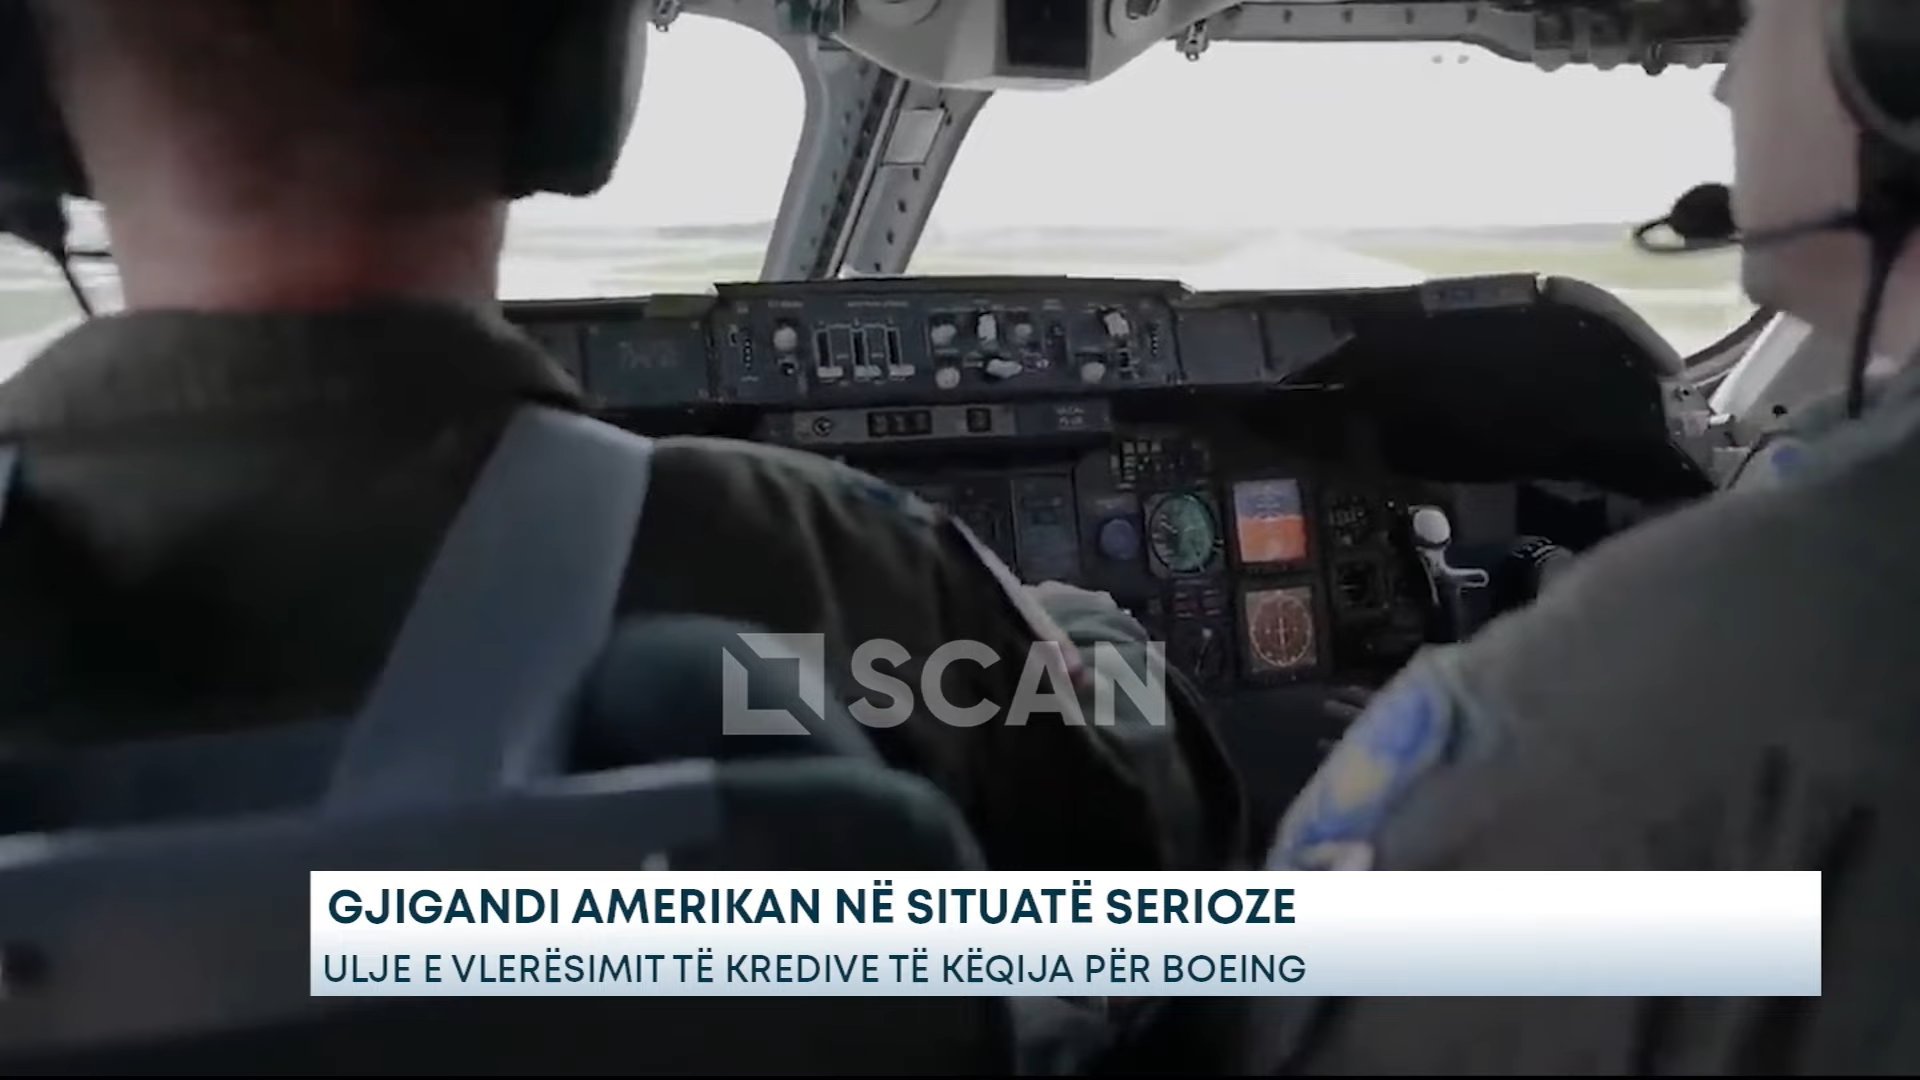 SCAN
GJIGANDI AMERIKAN NË SITUATË SERIOZE
ULJE E VLERËSIMIT TË KREDIVE TË KËQIJA PËR BOEING